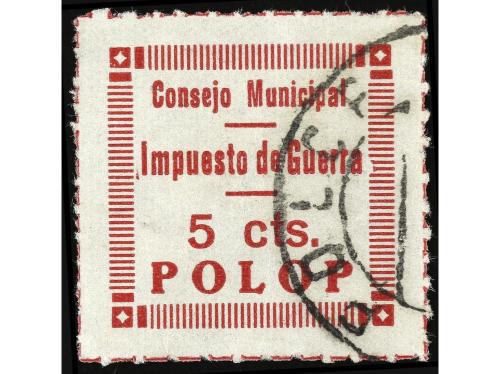 Consejo Municipal
Impuesto de Guerra
5 cts.
POLOP